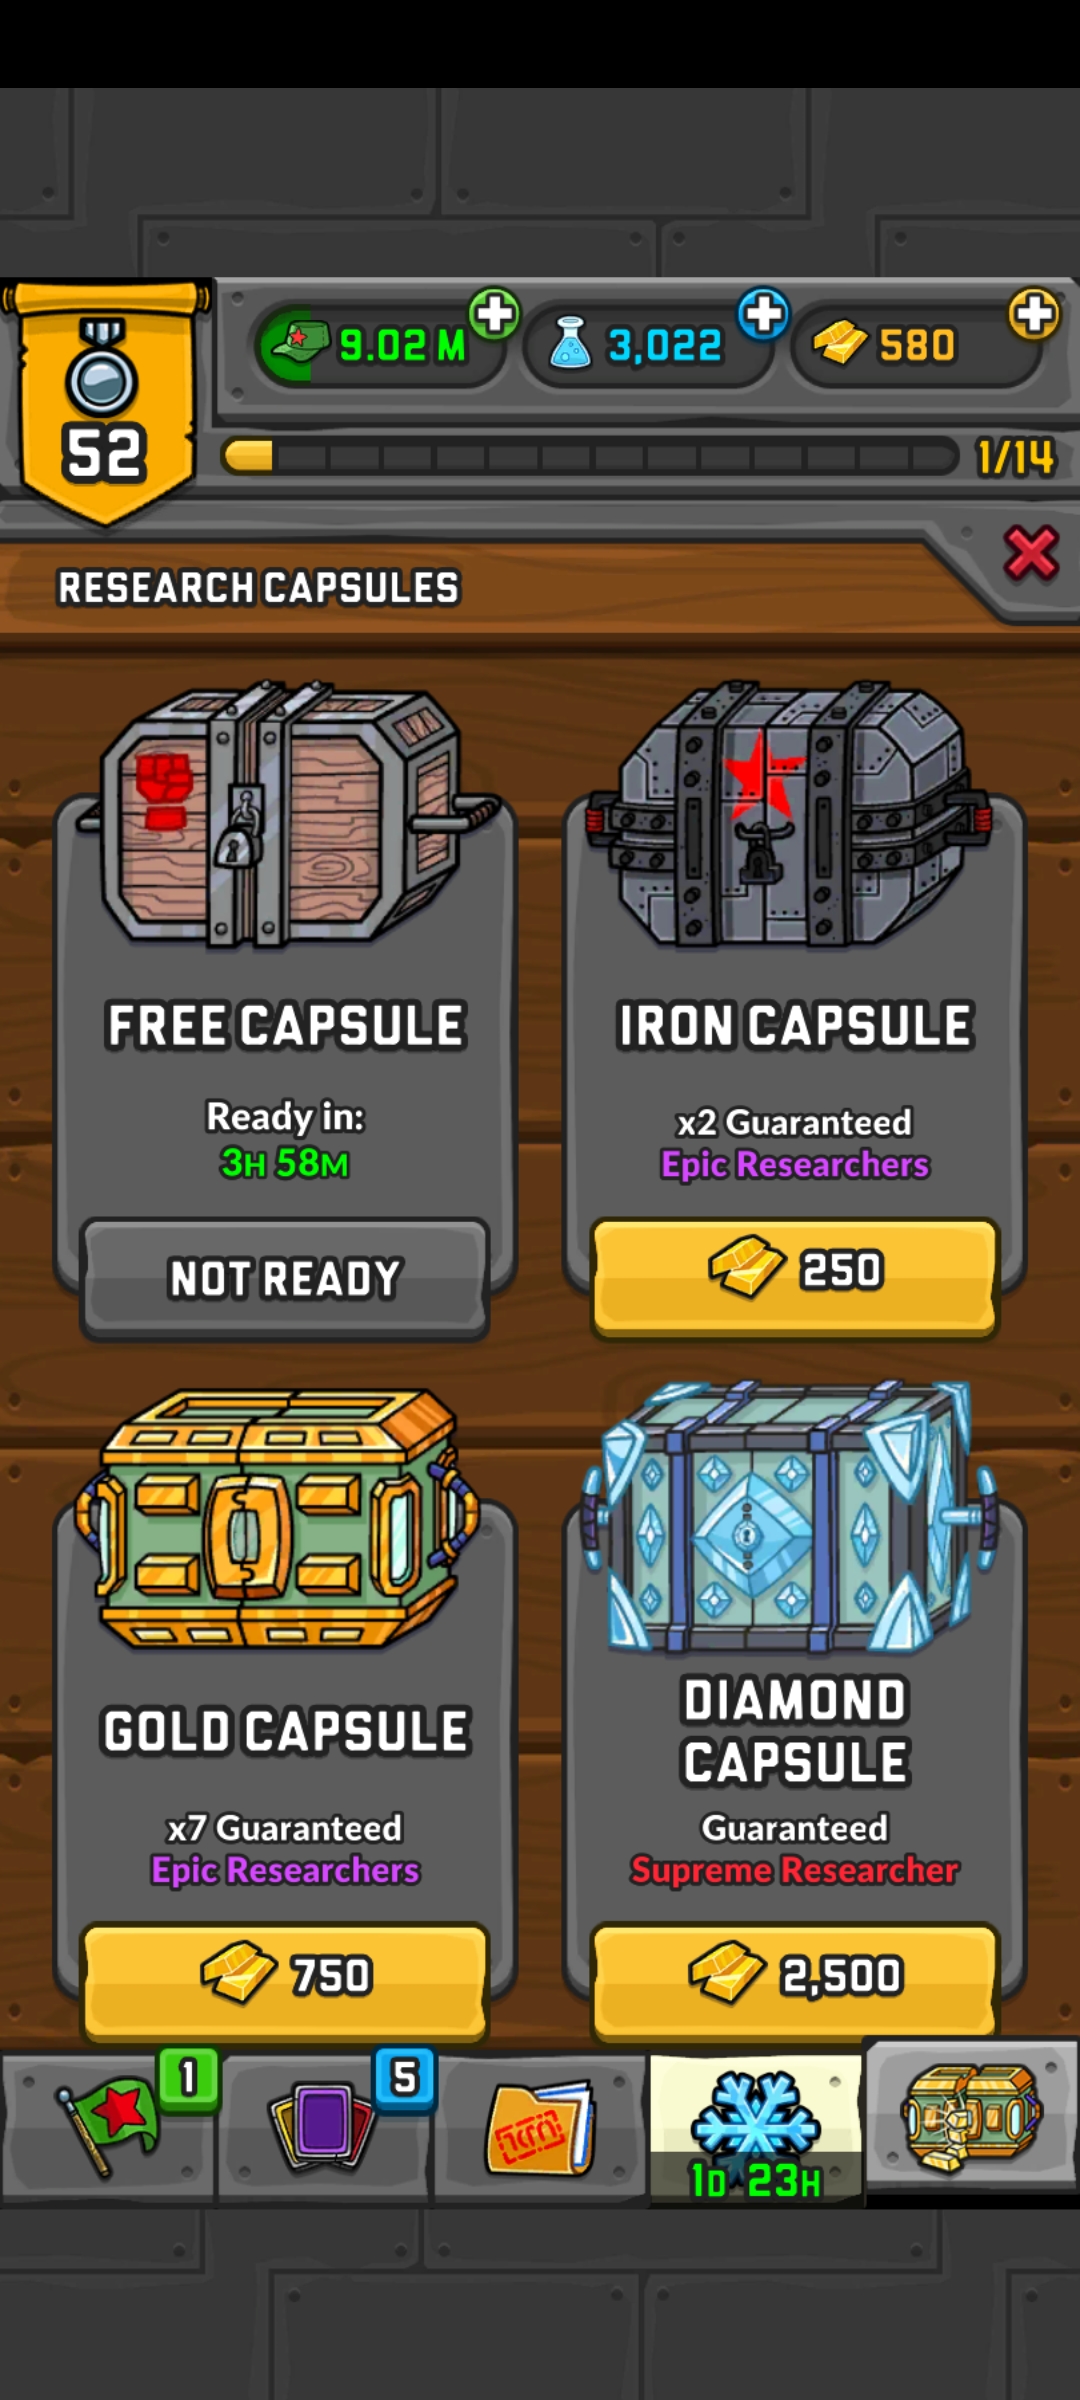 9.02 M
3,022
580
52
1/14
RESEARCH CAPSULES
FREE CAPSULE
Ready in:
3H 58M
NOT READY
IRON CAPSULE
x2 Guaranteed
Epic Researchers
250
GOLD CAPSULE
x7 Guaranteed
Epic Researchers
750
DIAMOND
CAPSULE
Guaranteed
Supreme Researcher
2,500
1
5
1D 23H